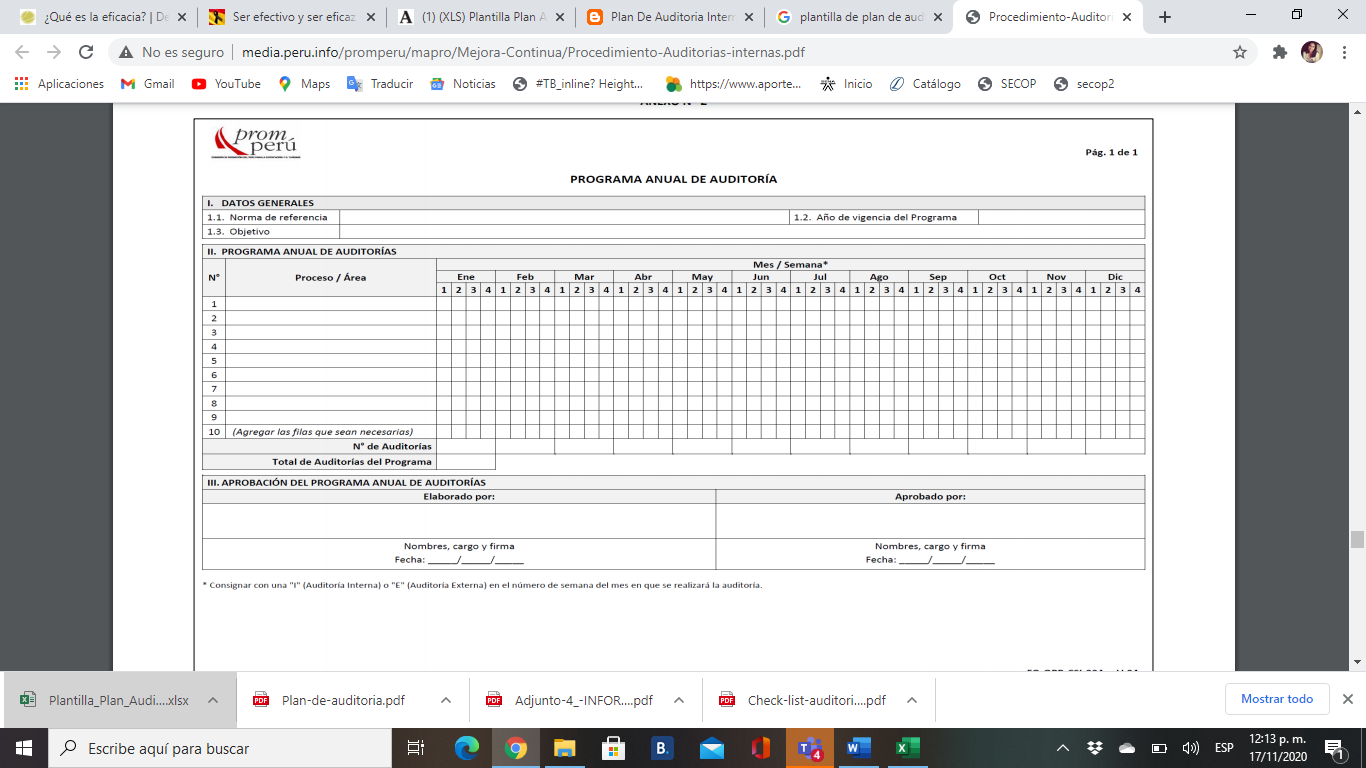 ¿Qué es la eficacia? | De
Ser efectivo y ser eficaz
(1) (XLS) Plantilla Plan A
Plan De Auditoria Intern
plantilla de plan de aud
Procedimiento-Auditori
No es seguro | media.peru.info/promperu/mapro/Mejora-Continua/Procedimiento-Auditorias-internas.pdf
Aplicaciones Gmail YouTube Maps Traducir Noticias #TB_inline? Height... https://www.aporte... Inicio Catálogo SECOP secop2
prom
perú
Pág. 1 de 1
PROGRAMA ANUAL DE AUDITORÍA
I. DATOS GENERALES
1.1. Norma de referencia 1.2. Año de vigencia del Programa
1.3. Objetivo
II. PROGRAMA ANUAL DE AUDITORÍAS
N° Proceso / Área Mes / Semana*
Ene Feb Mar Abr May Jun Jul Ago Sep Oct Nov Dic
1 2 3 4 1 2 3 4 1 2 3 4 1 2 3 4 1 2 3 4 1 2 3 4 1 2 3 4 1 2 3 4 1 2 3 4 1 2 3 4 1 2 3 4 1 2 3 4
1
2
3
4
5
6
7
8
9
10 (Agregar las filas que sean necesarias)
N° de Auditorías
Total de Auditorías del Programa
III. APROBACIÓN DEL PROGRAMA ANUAL DE AUDITORÍAS
Elaborado por: Aprobado por:
Nombres, cargo y firma Nombres, cargo y firma
Fecha: _____/_____/_____ Fecha: _____/_____/_____
* Consignar con una "I" (Auditoría Interna) o "E" (Auditoría Externa) en el número de semana del mes en que se realizará la auditoría.
Plantilla_Plan_Audi....xlsx Plan-de-auditoria.pdf Adjunto-4_-INFOR....pdf Check-list-auditori....pdf Mostrar todo
Escribe aquí para buscar
ESP
12:13 p. m.
17/11/2020